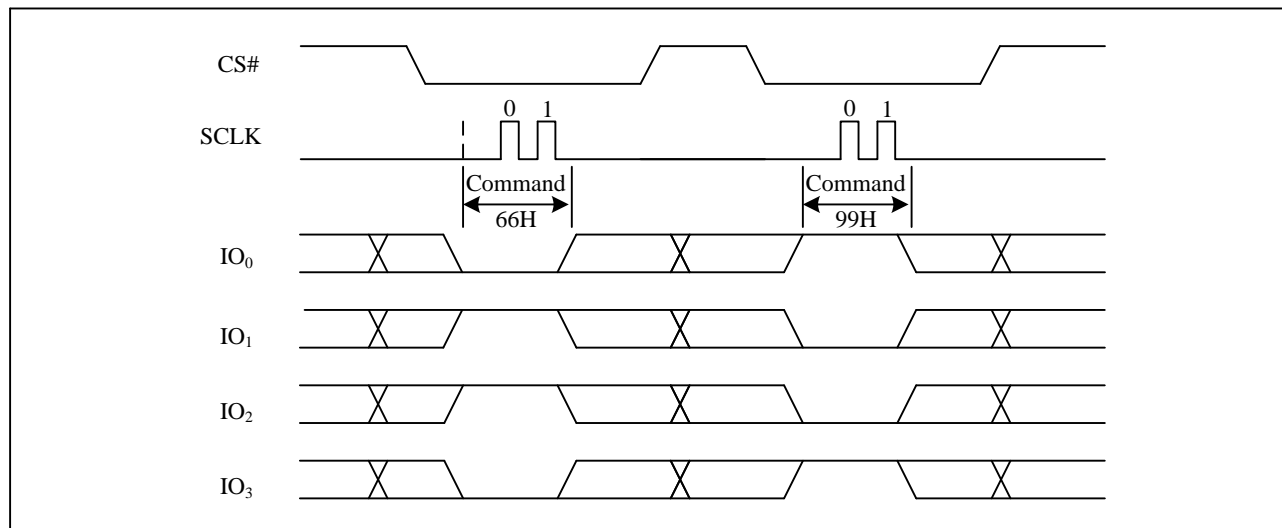 CS#
0 1 0 1
SCLK
Command Command
66H 99H
IO₀
IO₁
IO₂
IO₃